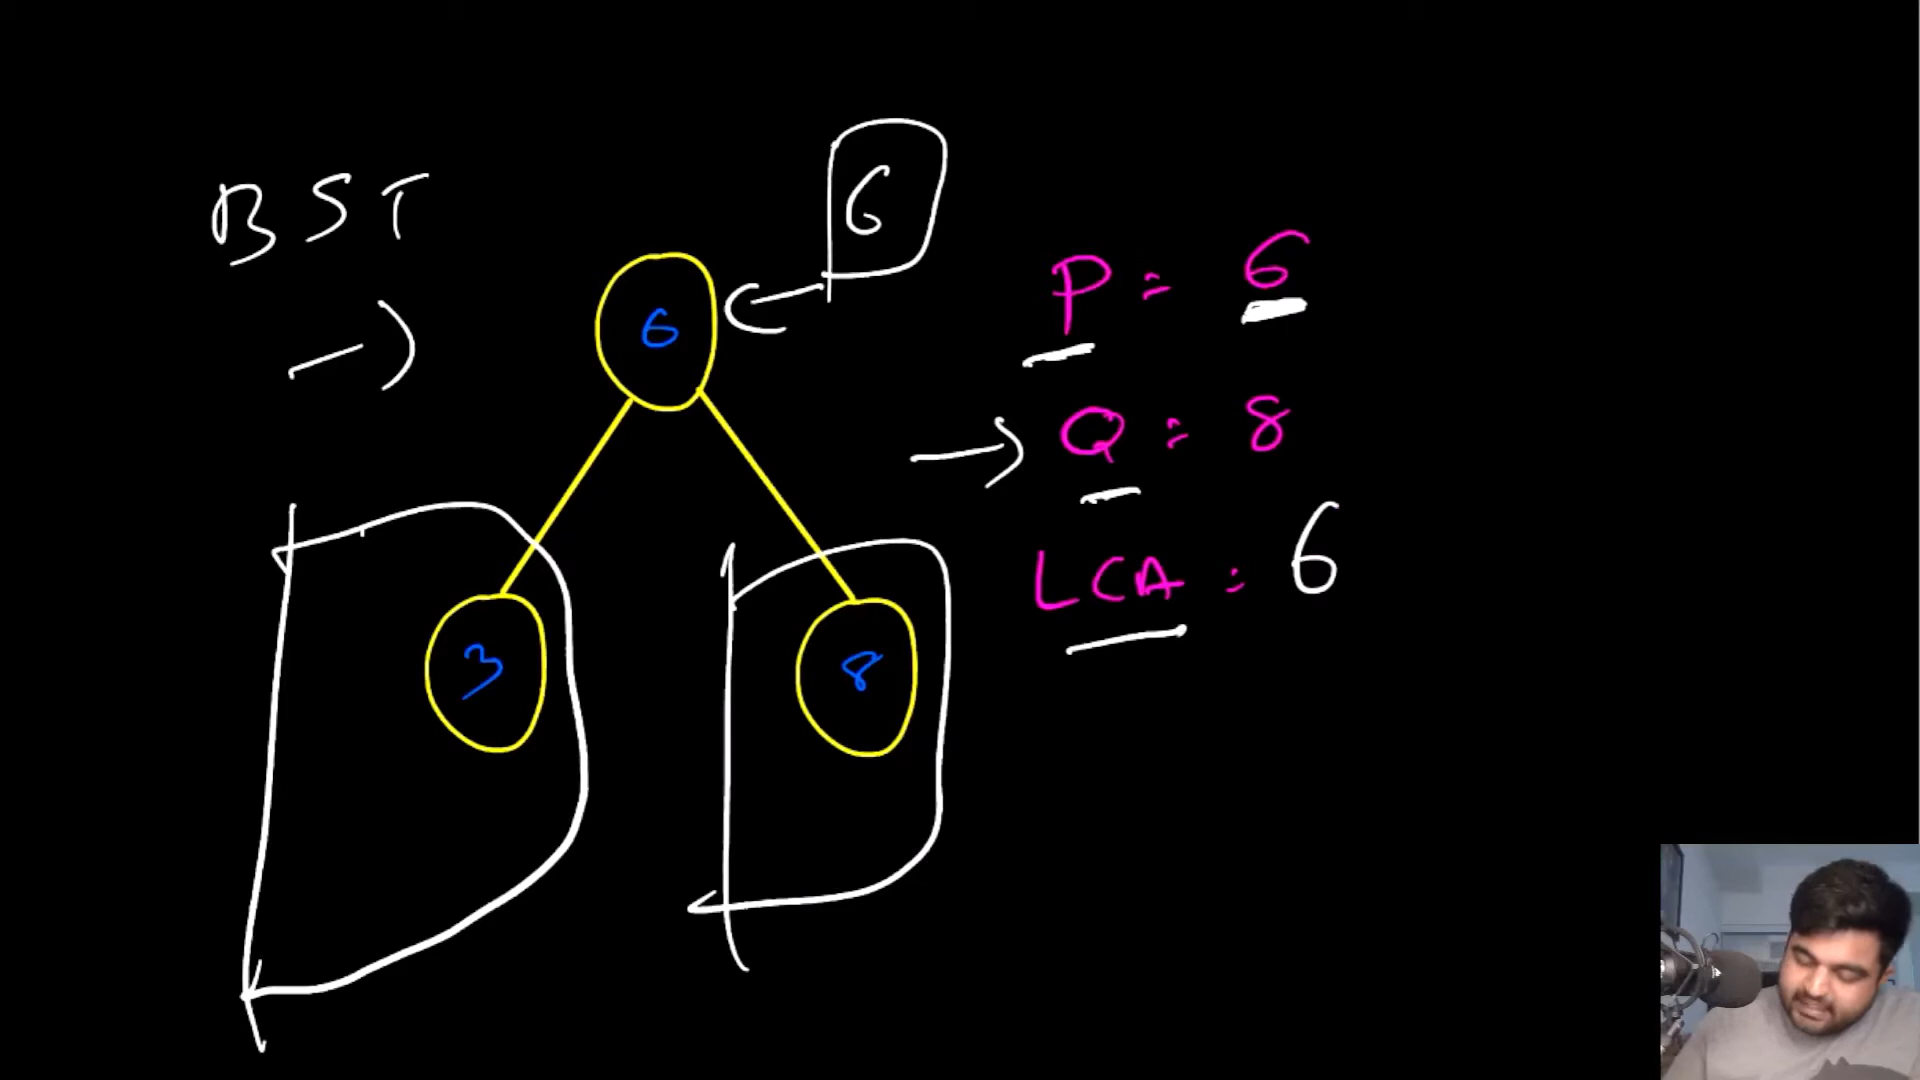 BST
6
6
P = 6
Q = 8
LCA = 6
3
8